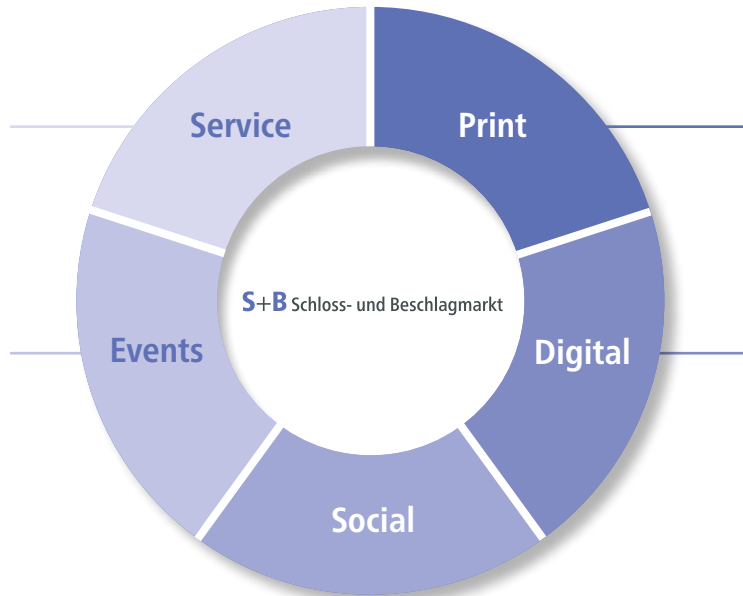 Service
Print
S+B Schloss- und Beschlagmarkt
Events
Digital
Social